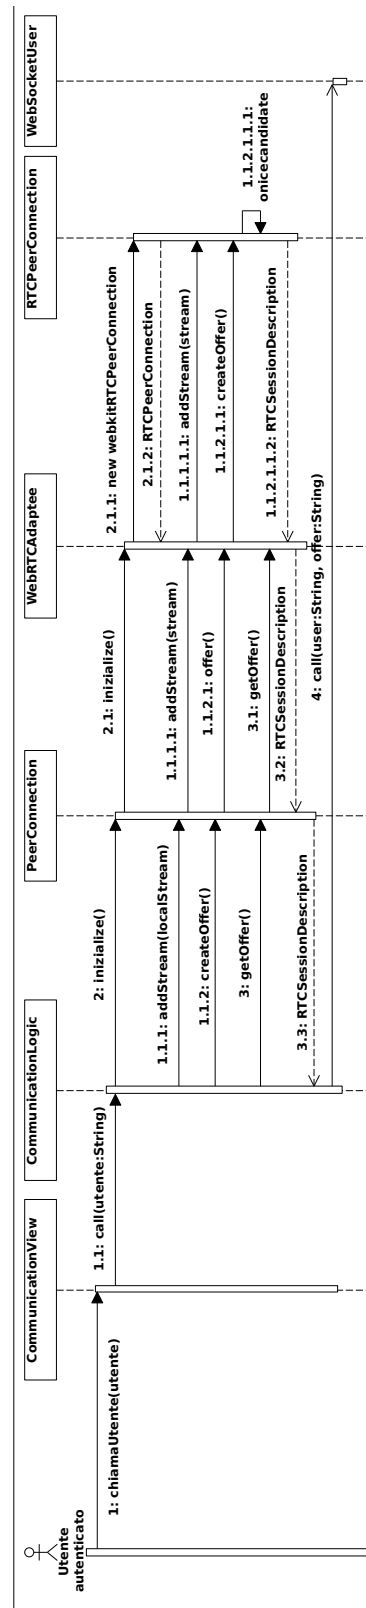 Utente
autenticato
CommunicationView
CommunicationLogic
PeerConnection
WebRTCAdaptee
RTCPeerConnection
WebSocketUser
1: chiamaUtente(utente)
1.1: call(utente:String)
2: inizialize()
2.1: inizialize()
2.1.1: new webkitRTCPeerConnection
2.1.2: RTCPeerConnection
1.1.1: addStream(localStream)
1.1.1.1: addStream(stream)
1.1.1.1.1: addStream(stream)
1.1.2: createOffer()
1.1.2.1: offer()
1.1.2.1.1: createOffer()
1.1.2.1.1.1:
onicecandidate
1.1.2.1.1.2: RTCSessionDescription
3: getOffer()
3.1: getOffer()
3.2: RTCSessionDescription
3.3: RTCSessionDescription
4: call(user:String, offer:String)